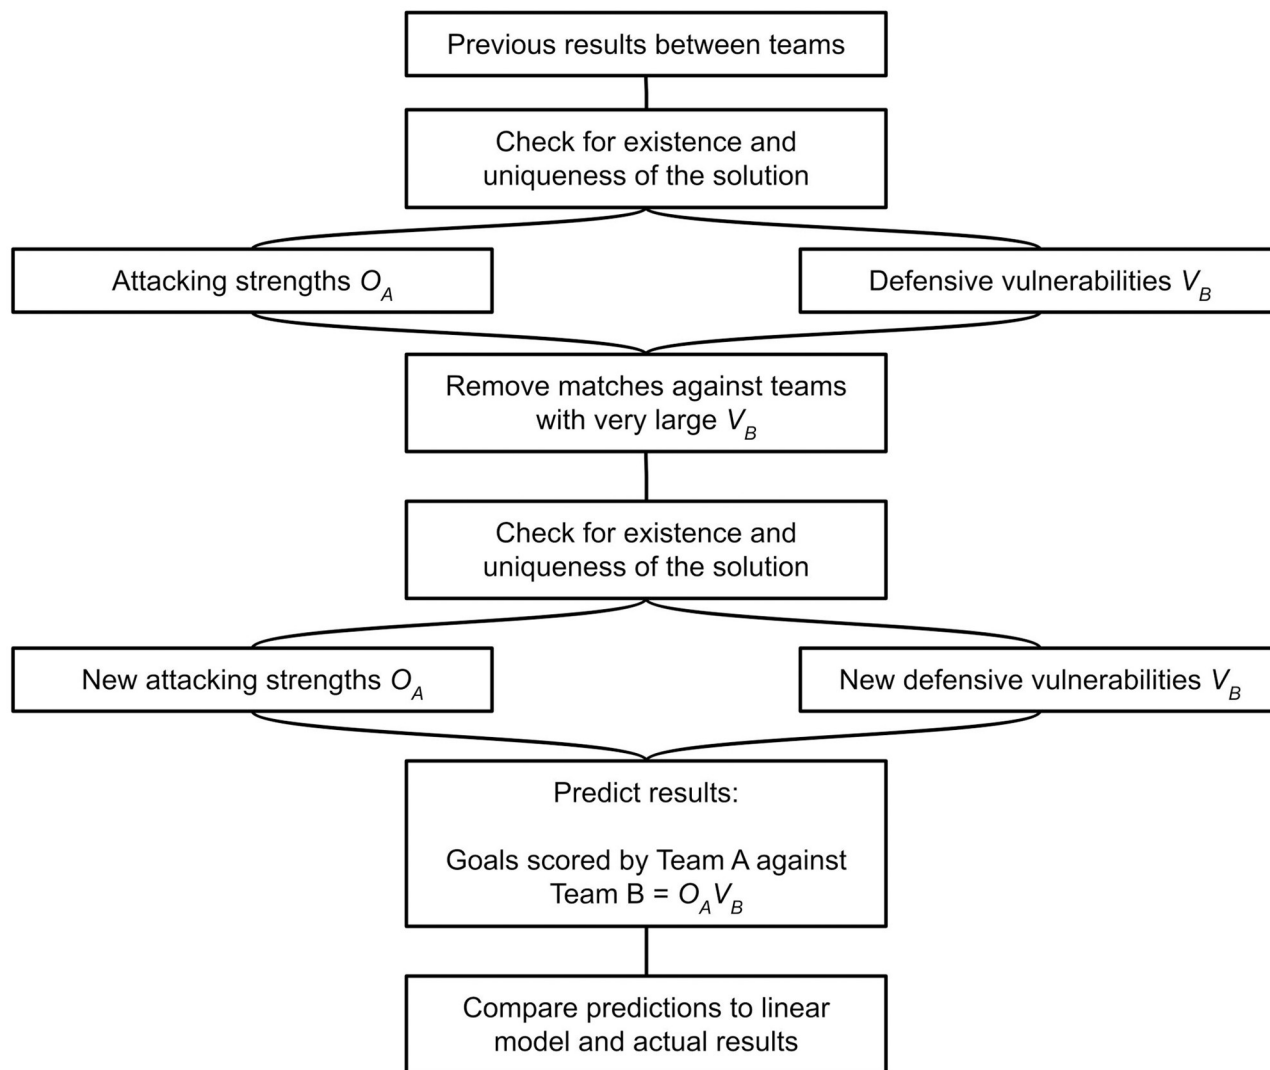 Previous results between teams
Check for existence and
uniqueness of the solution
Attacking strengths O_A
Defensive vulnerabilities V_B
Remove matches against teams
with very large V_B
Check for existence and
uniqueness of the solution
New attacking strengths O_A
New defensive vulnerabilities V_B
Predict results:
Goals scored by Team A against
Team B = O_AV_B
Compare predictions to linear
model and actual results